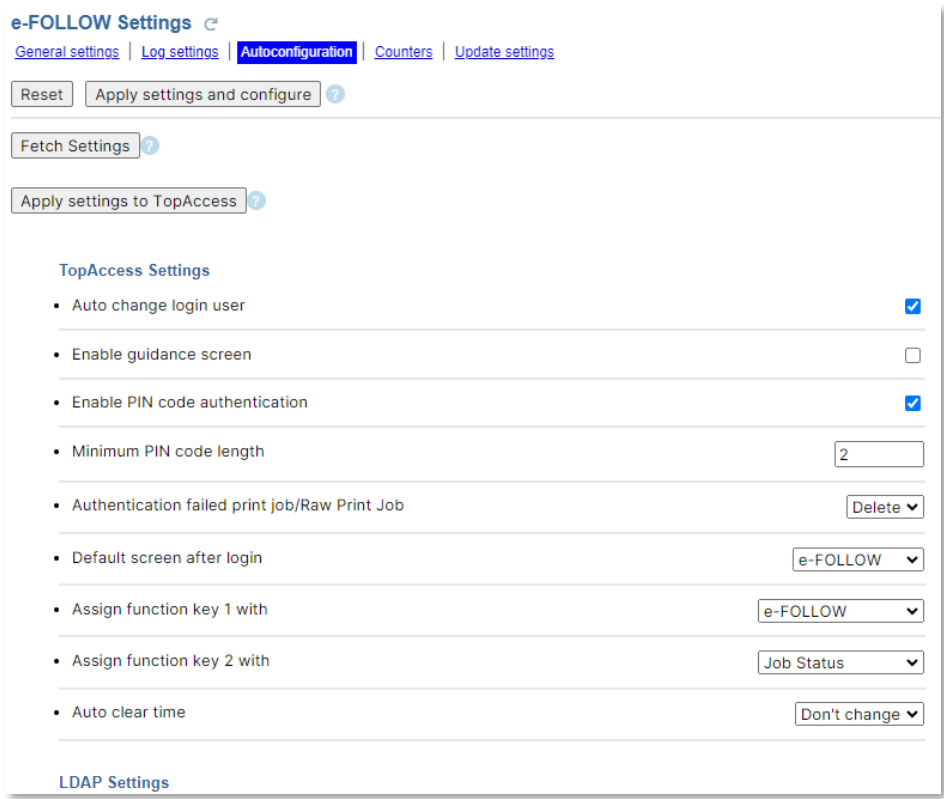 e-FOLLOW Settings
General settings | Log settings | Autoconfiguration | Counters | Update settings
Reset Apply settings and configure ?
Fetch Settings ?
Apply settings to TopAccess ?
TopAccess Settings
• Auto change login user
• Enable guidance screen
• Enable PIN code authentication
• Minimum PIN code length 2
• Authentication failed print job/Raw Print Job Delete
• Default screen after login e-FOLLOW
• Assign function key 1 with e-FOLLOW
• Assign function key 2 with Job Status
• Auto clear time Don't change
LDAP Settings